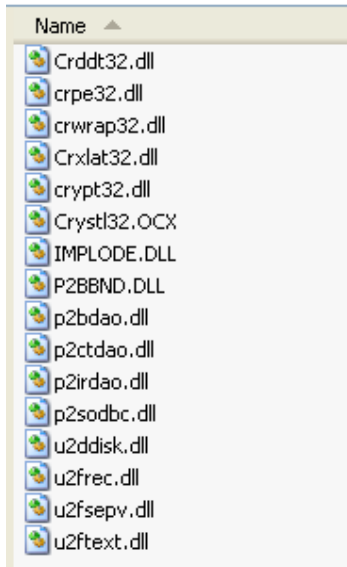 Name
Crddt32.dll
crpe32.dll
crwrap32.dll
Crxlat32.dll
crypt32.dll
Crystl32.OCX
IMPLODE.DLL
P2BBND.DLL
p2bdao.dll
p2ctdao.dll
p2irdao.dll
p2sodbc.dll
u2ddisk.dll
u2frec.dll
u2fsepv.dll
u2ftext.dll